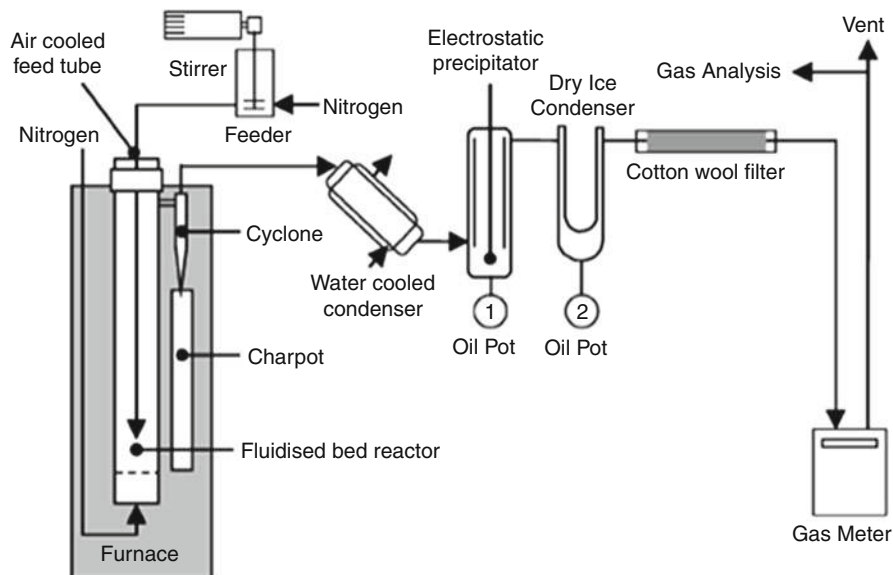 Air cooled
feed tube
Stirrer
Nitrogen
Nitrogen
Feeder
Electrostatic
precipitator
Dry Ice
Condenser
Vent
Gas Analysis
Cotton wool filter
Cyclone
Water cooled
condenser
1
2
Oil Pot
Oil Pot
Charpot
Fluidised bed reactor
Gas Meter
Furnace